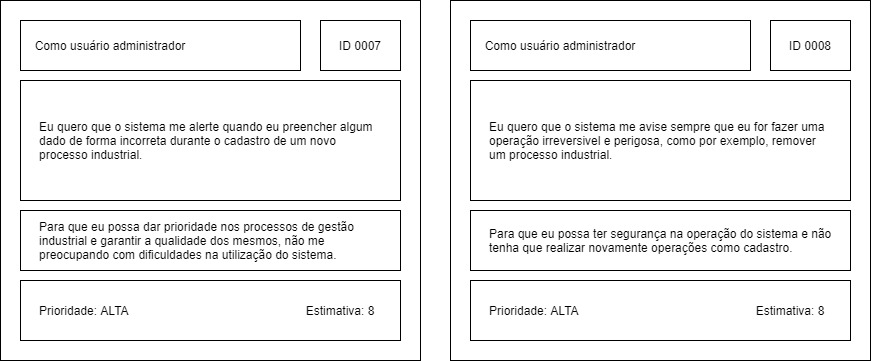 Como usuário administrador
ID 0007
Eu quero que o sistema me alerte quando eu preencher algum
dado de forma incorreta durante o cadastro de um novo
processo industrial.
Para que eu possa dar prioridade nos processos de gestão
industrial e garantir a qualidade dos mesmos, não me
preocupando com dificuldades na utilização do sistema.
Prioridade: ALTA
Estimativa: 8
Como usuário administrador
ID 0008
Eu quero que o sistema me avise sempre que eu for fazer uma
operação irreversivel e perigosa, como por exemplo, remover
um processo industrial.
Para que eu possa ter segurança na operação do sistema e não
tenha que realizar novamente operações como cadastro.
Prioridade: ALTA
Estimativa: 8